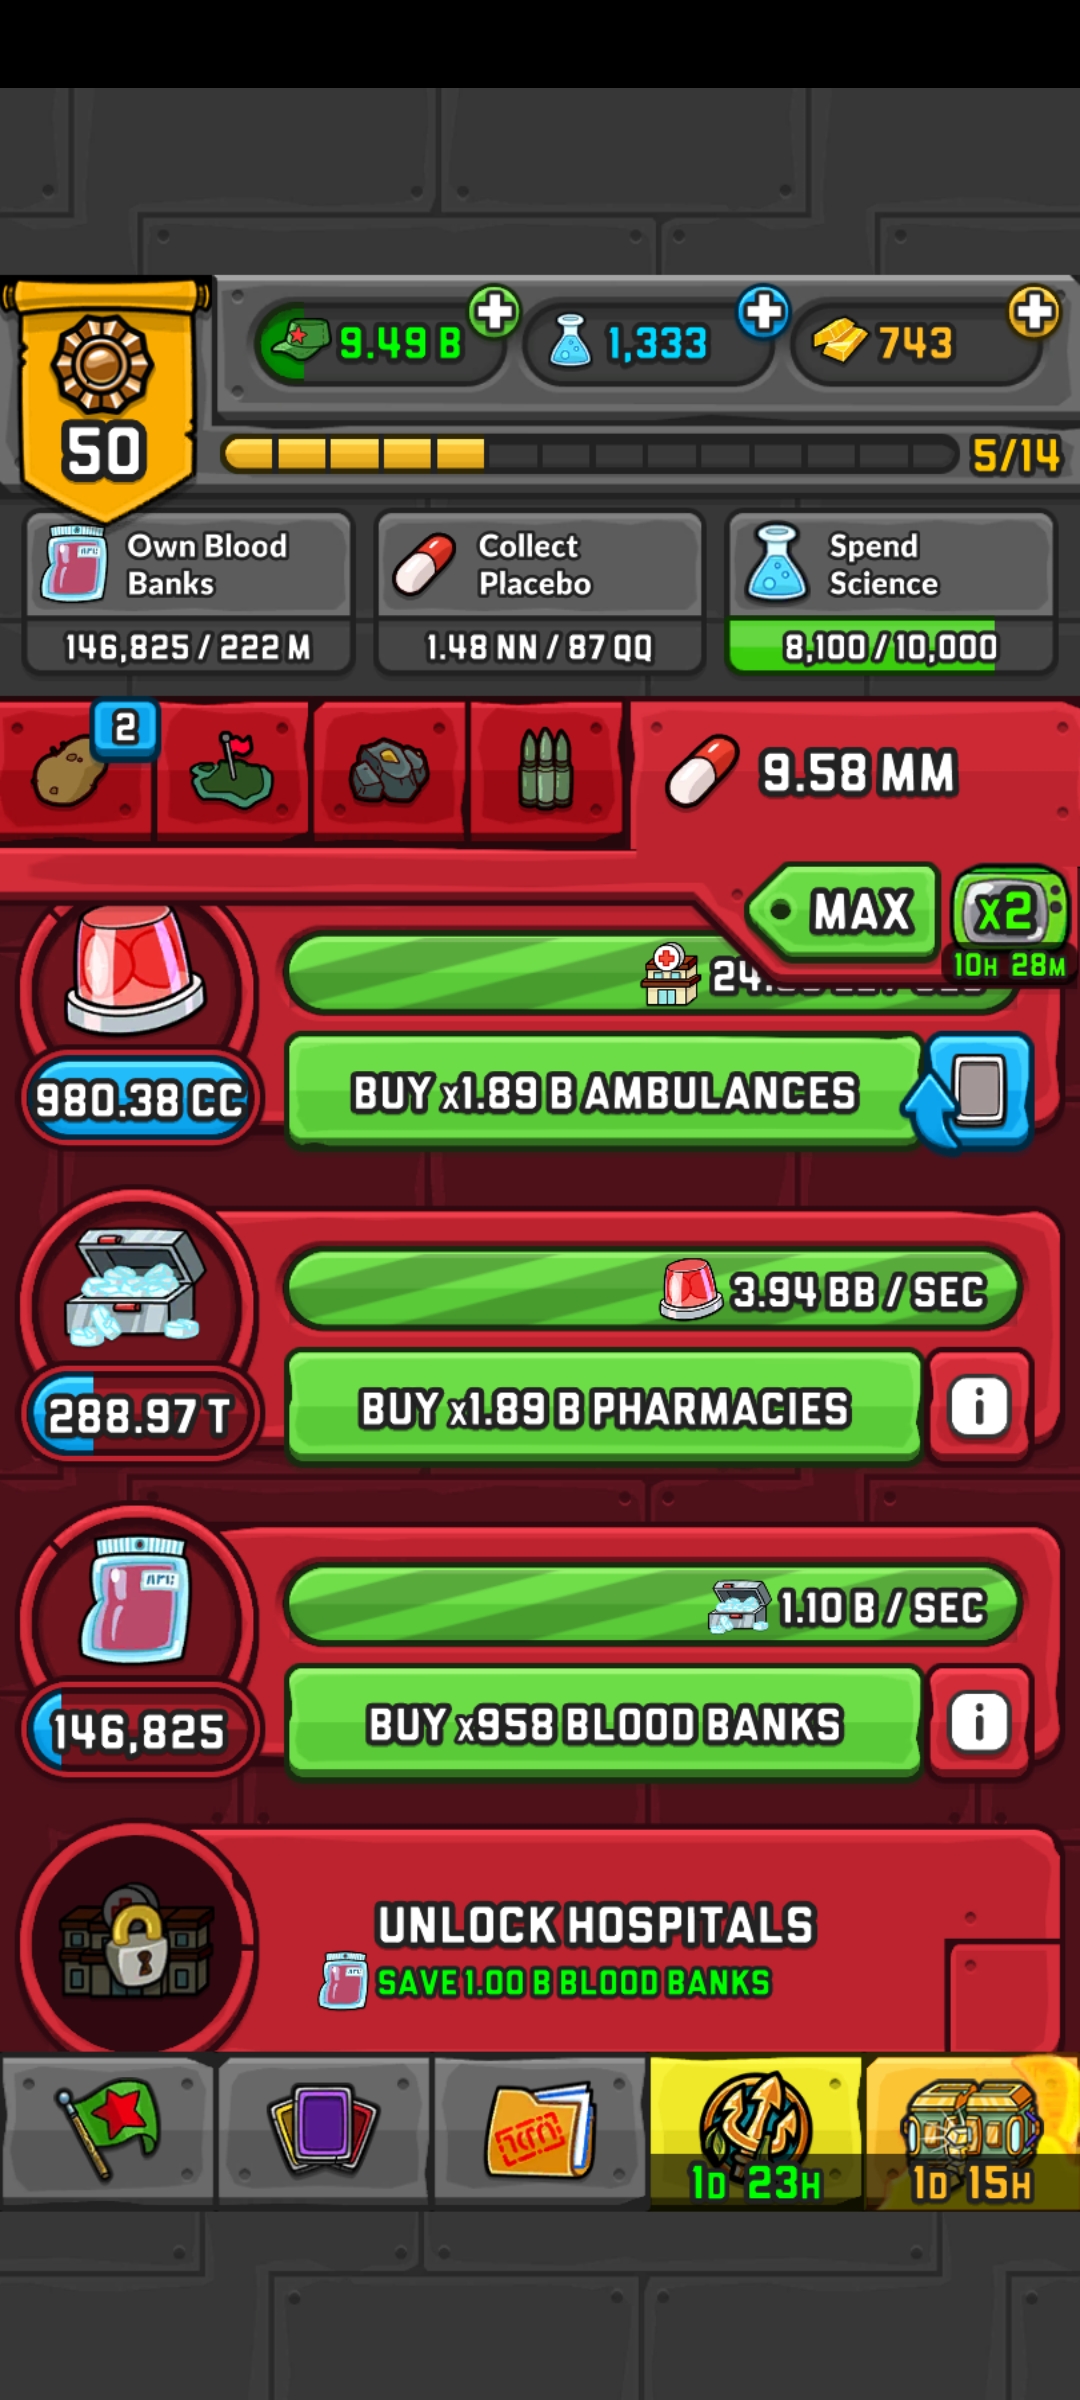 50
9.49 B
1,333
743
5/14
Own Blood
Banks
146,825 / 222 M
Collect
Placebo
1.48 NN / 87 QQ
Spend
Science
8,100 / 10,000
2
9.58 MM
MAX
x2
10H 28M
24.
980.38 CC
BUY x1.89 B AMBULANCES
3.94 BB / SEC
288.97 T
BUY x1.89 B PHARMACIES
i
1.10 B / SEC
146,825
BUY x958 BLOOD BANKS
i
UNLOCK HOSPITALS
SAVE 1.00 B BLOOD BANKS
1D 23H
1D 15H